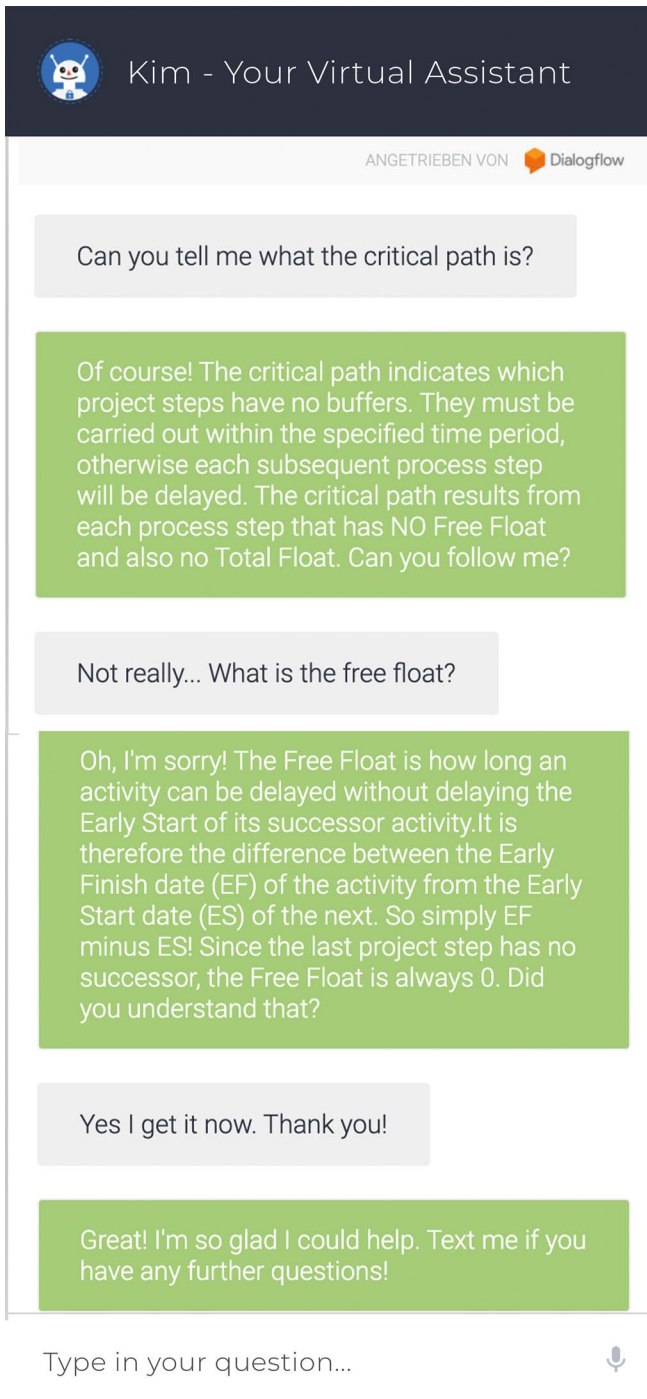 Kim - Your Virtual Assistant
ANGETRIEBEN VON Dialogflow
Can you tell me what the critical path is?
Of course! The critical path indicates which
project steps have no buffers. They must be
carried out within the specified time period,
otherwise each subsequent process step
will be delayed. The critical path results from
each process step that has NO Free Float
and also no Total Float. Can you follow me?
Not really... What is the free float?
Oh, I'm sorry! The Free Float is how long an
activity can be delayed without delaying the
Early Start of its successor activity.It is
therefore the difference between the Early
Finish date (EF) of the activity from the Early
Start date (ES) of the next. So simply EF
minus ES! Since the last project step has no
successor, the Free Float is always 0. Did
you understand that?
Yes I get it now. Thank you!
Great! I'm so glad I could help. Text me if you
have any further questions!
Type in your question...